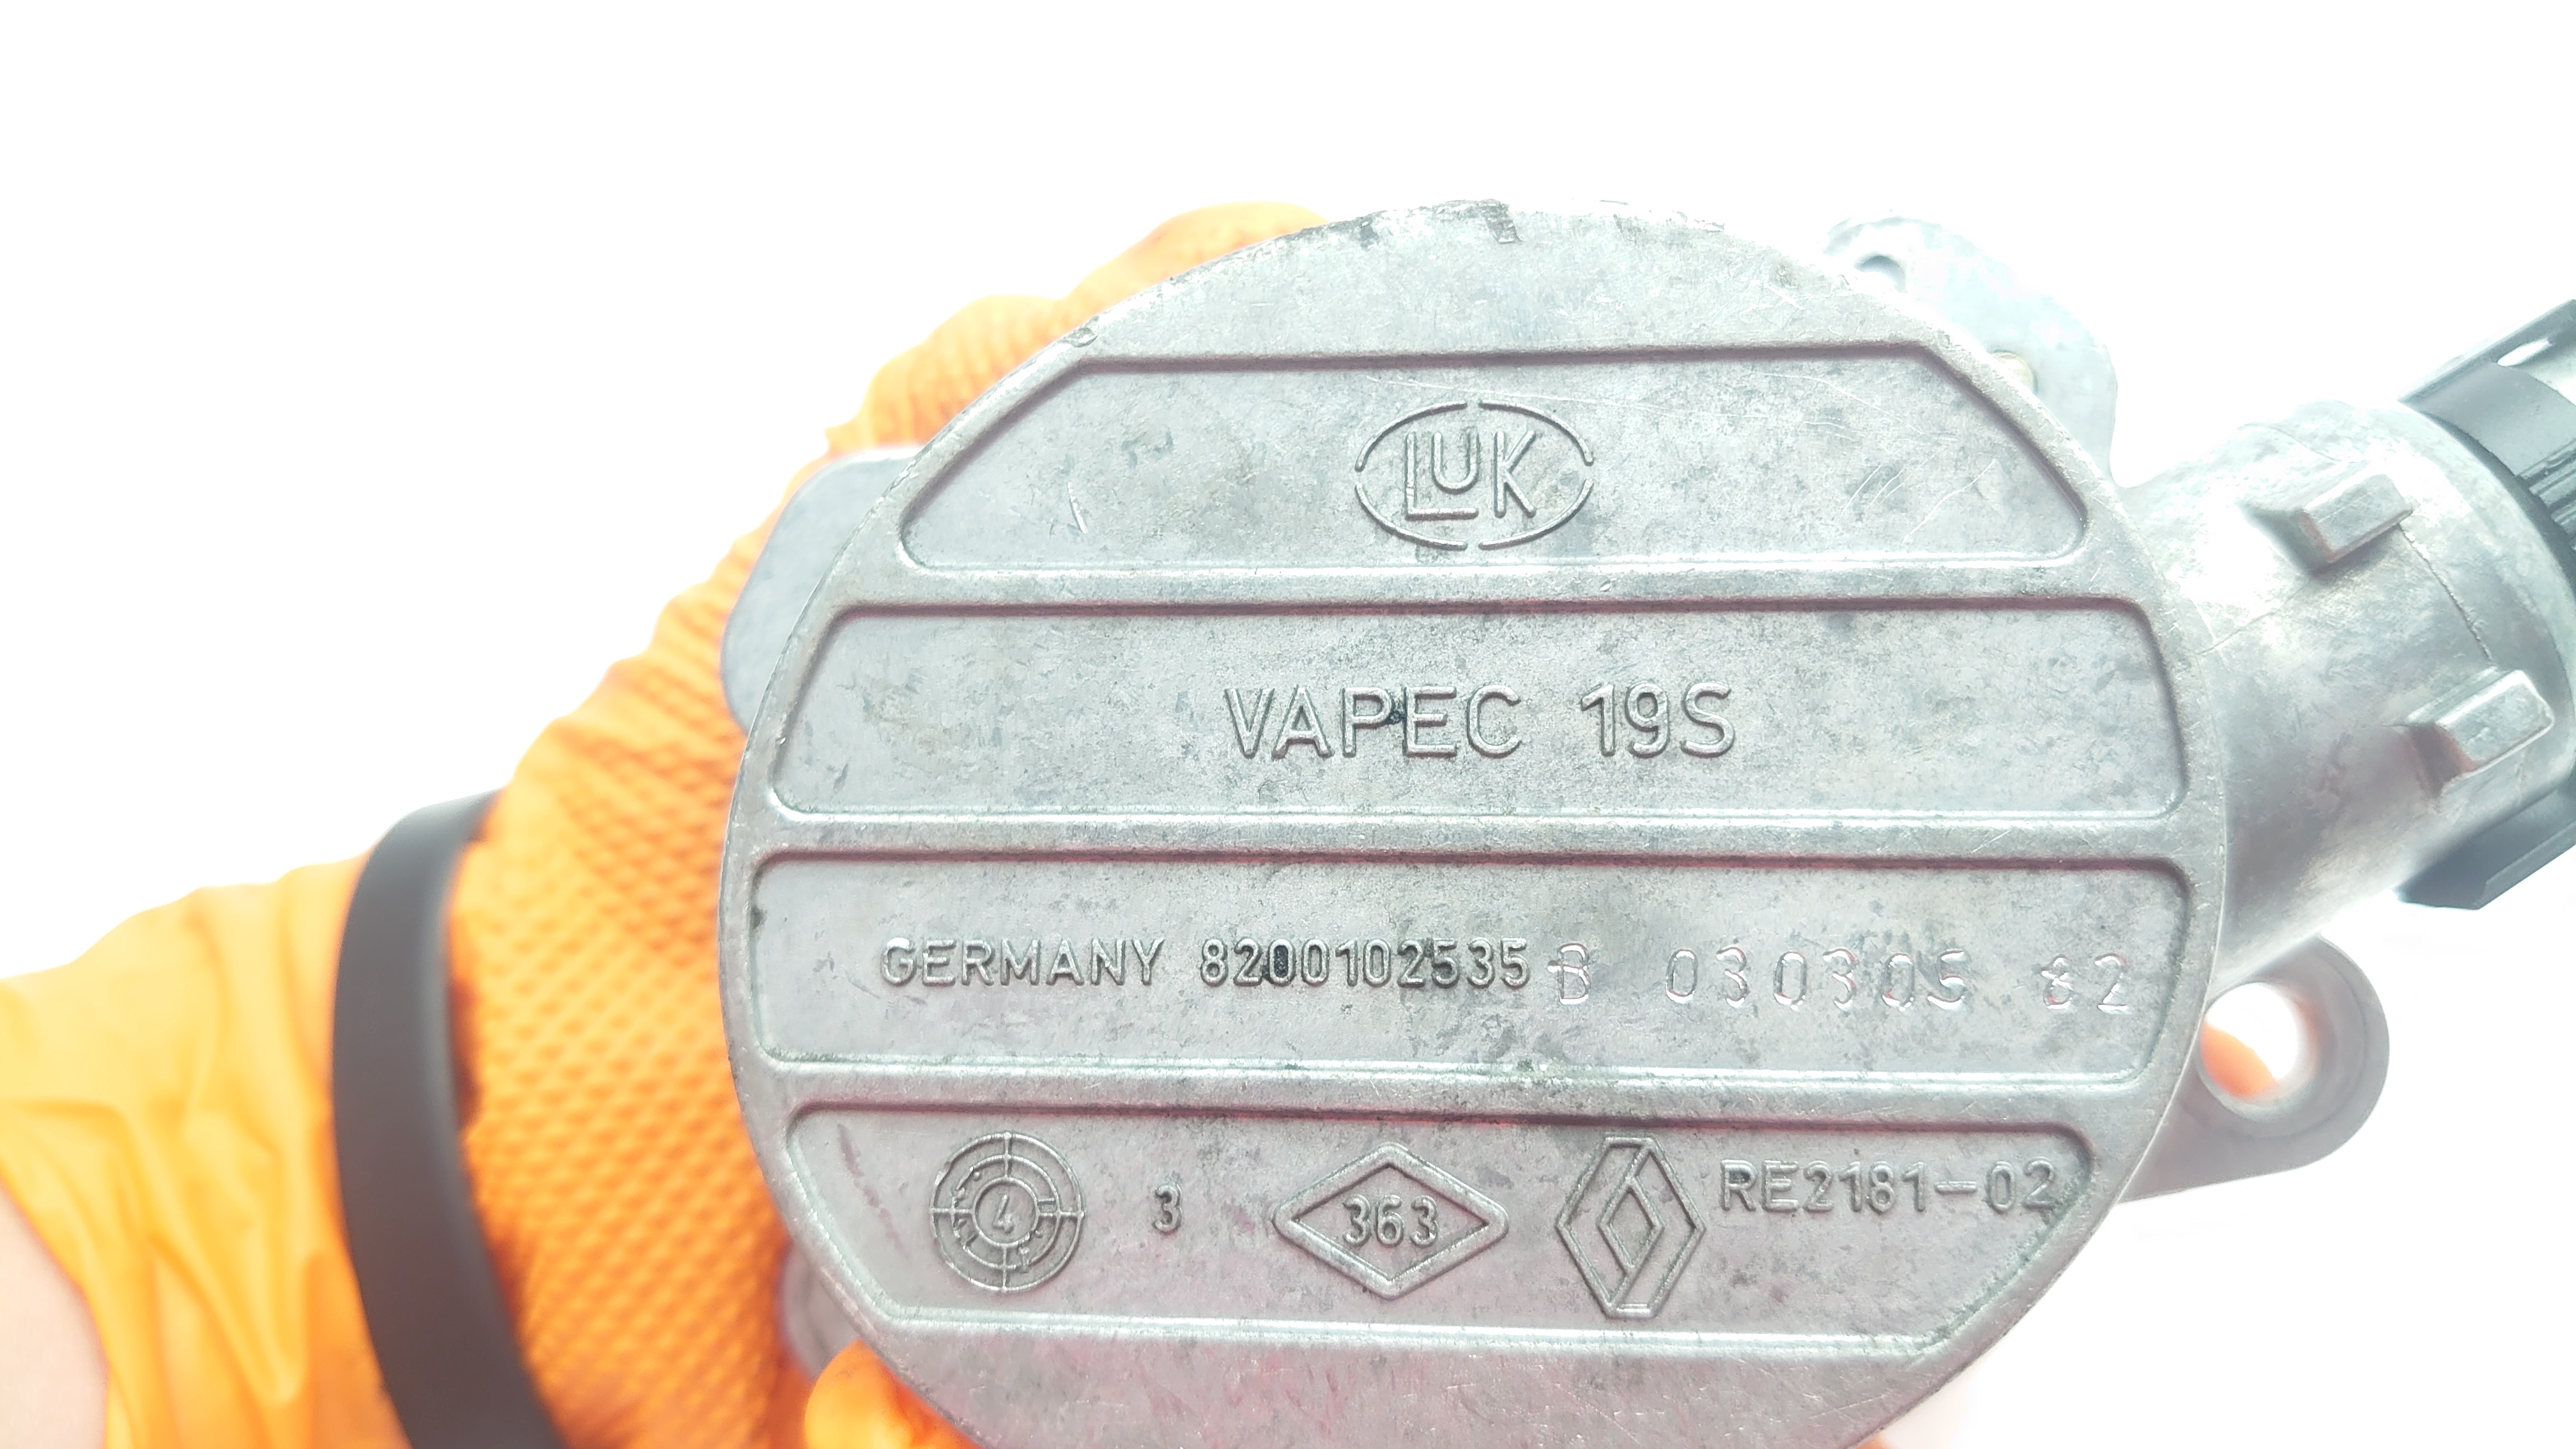 LUK
VAPEC 19S
GERMANY 8200102535 B 030305 82
4 3 363 RE2181-02